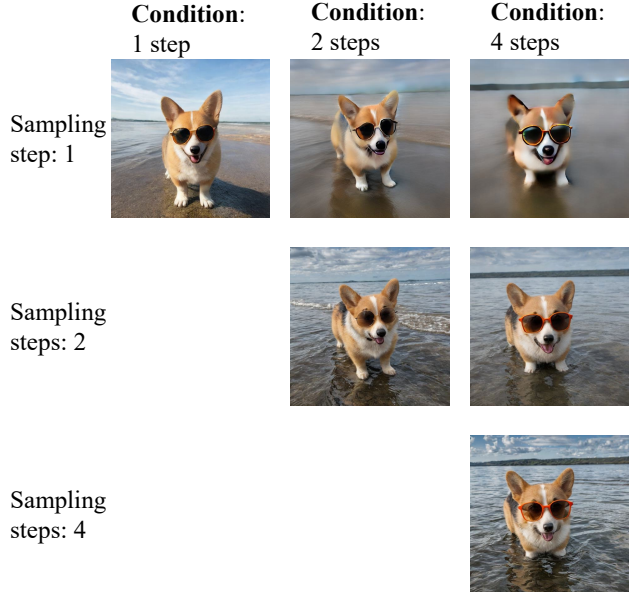 Condition:
1 step
Condition:
2 steps
Condition:
4 steps
Sampling
step: 1
Sampling
steps: 2
Sampling
steps: 4